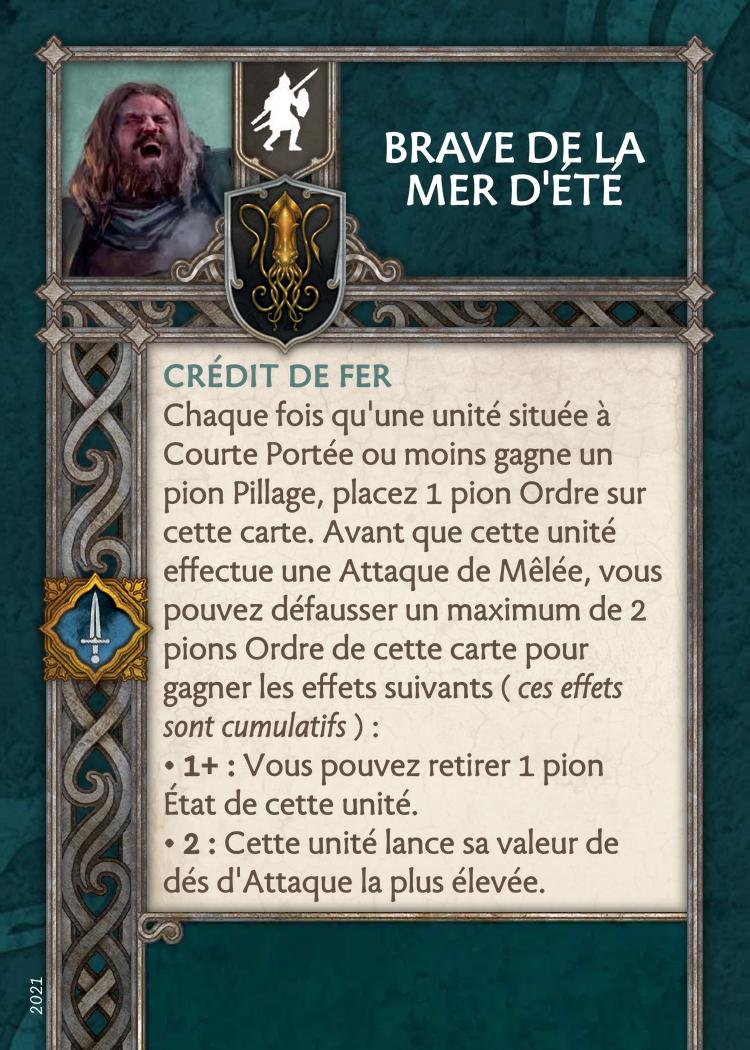 BRAVE DE LA
MER D'ÉTÉ
CRÉDIT DE FER
Chaque fois qu'une unité située à
Courte Portée ou moins gagne un
pion Pillage, placez 1 pion Ordre sur
cette carte. Avant que cette unité
effectue une Attaque de Mêlée, vous
pouvez défausser un maximum de 2
pions Ordre de cette carte pour
gagner les effets suivants ( ces effets
sont cumulatifs ) :
• 1+ : Vous pouvez retirer 1 pion
État de cette unité.
• 2 : Cette unité lance sa valeur de
dés d'Attaque la plus élevée.
2021